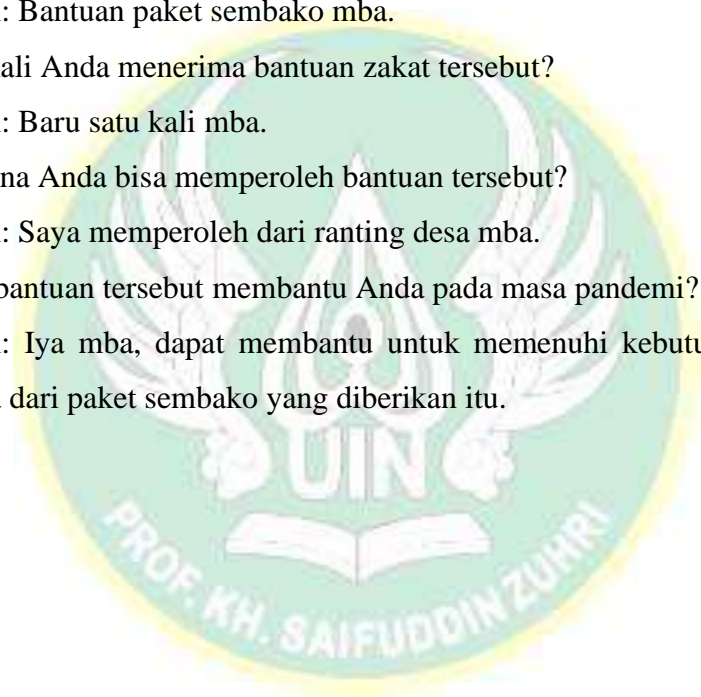 : Bantuan paket sembako mba.
ali Anda menerima bantuan zakat tersebut?
: Baru satu kali mba.
na Anda bisa memperoleh bantuan tersebut?
: Saya memperoleh dari ranting desa mba.
bantuan tersebut membantu Anda pada masa pandemi?
: Iya mba, dapat membantu untuk memenuhi kebutu
dari paket sembako yang diberikan itu.
UIN
PROF. KH. SAIFUDDIN ZUHRI